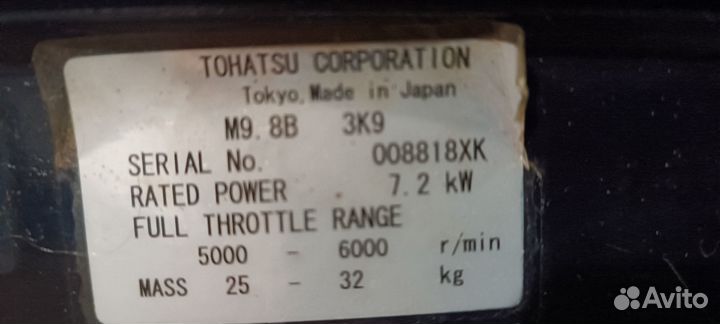 TOHATSU CORPORATION
Tokyo, Made in Japan
M9.8B 3K9
SERIAL No. 008818XK
RATED POWER 7.2 kW
FULL THROTTLE RANGE
5000 - 6000 r/min
MASS 25 - 32 kg
Avito